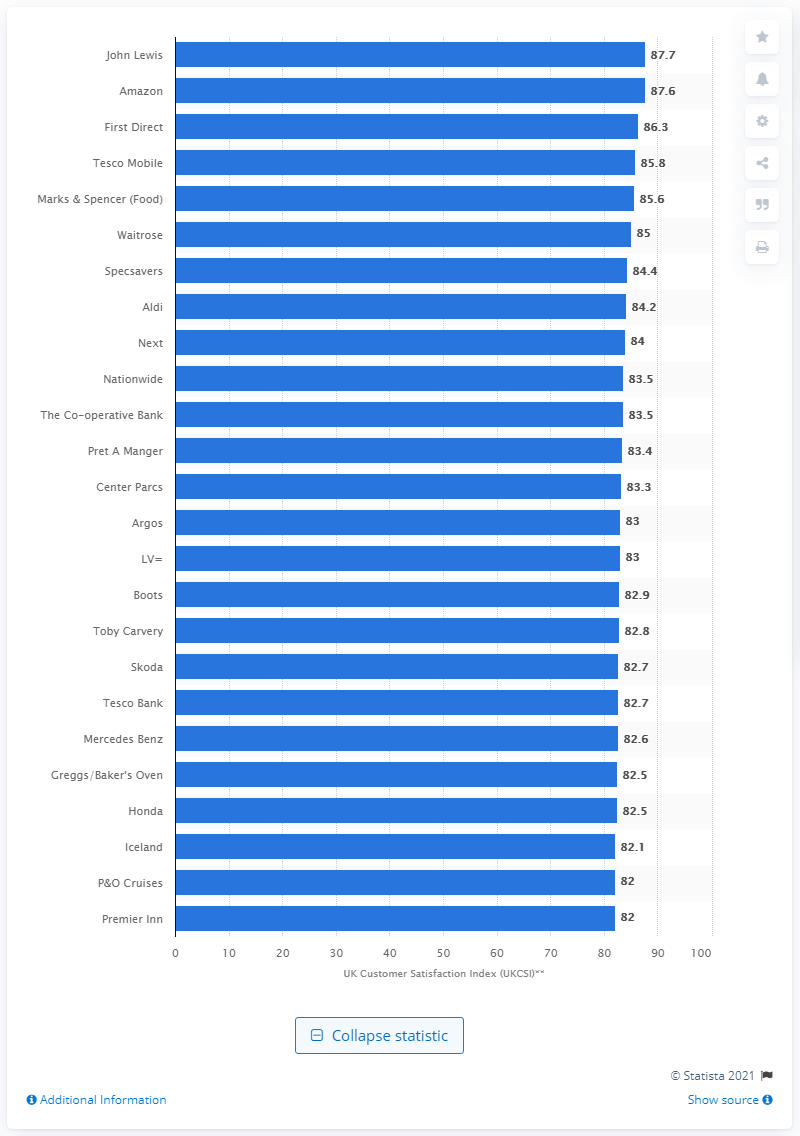 John Lewis 87.7
Amazon 87.6
First Direct 86.3
Tesco Mobile 85.8
Marks & Spencer (Food) 85.6
Waitrose 85
Specsavers 84.4
Aldi 84.2
Next 84
Nationwide 83.5
The Co-operative Bank 83.5
Pret A Manger 83.4
Center Parcs 83.3
Argos 83
LV= 83
Boots 82.9
Toby Carvery 82.8
Skoda 82.7
Tesco Bank 82.7
Mercedes Benz 82.6
Greggs/Baker's Oven 82.5
Honda 82.5
Iceland 82.1
P&O Cruises 82
Premier Inn 82
0 10 20 30 40 50 60 70 80 90 100
UK Customer Satisfaction Index (UKCSI)**
Collapse statistic
© Statista 2021
Additional Information Show source